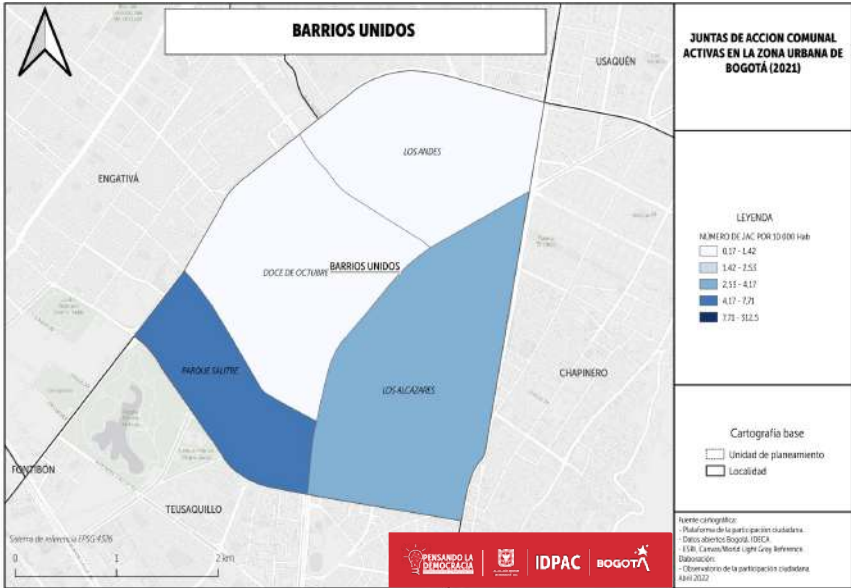 BARRIOS UNIDOS
JUNTAS DE ACCION COMUNAL
ACTIVAS EN LA ZONA URBANA DE
BOGOTÁ (2021)
USAQUÉN
LOS ANDES
ENGATIVÁ
LEYENDA
NÚMERO DE JAC POR 10 000 Hab
0,17 - 1.42
1.42 - 2.53
2,53 - 4,17
4,17 - 7,71
7,71 - 312.5
DOCE DE OCTUBRE
BARRIOS UNIDOS
PARQUE SALITRE
LOS ALCAZARES
CHAPINERO
Cartografía base
Unidad de planeamiento
Localidad
FONTIBÓN
TEUSAQUILLO
Sistema de referencia EPSG 4326
0 1 2 km
PENSANDO LA
DEMOCRACIA
IDPAC
BOGOTÁ
Fuente cartográfica:
- Plataforma de la participación ciudadana.
- Datos abiertos Bogotá. IDECA.
- ESRI, Canvas/World Light Gray Reference.
Elaboración:
- Observatorio de la participación ciudadana
Abril 2022